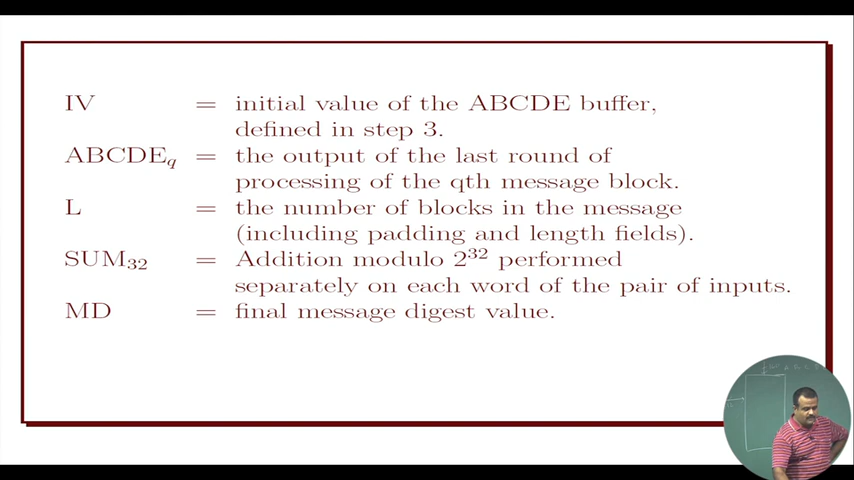 IV = initial value of the ABCDE buffer,
defined in step 3.
ABCDE_q = the output of the last round of
processing of the qth message block.
L = the number of blocks in the message
(including padding and length fields).
SUM_32 = Addition modulo 2^32 performed
separately on each word of the pair of inputs.
MD = final message digest value.